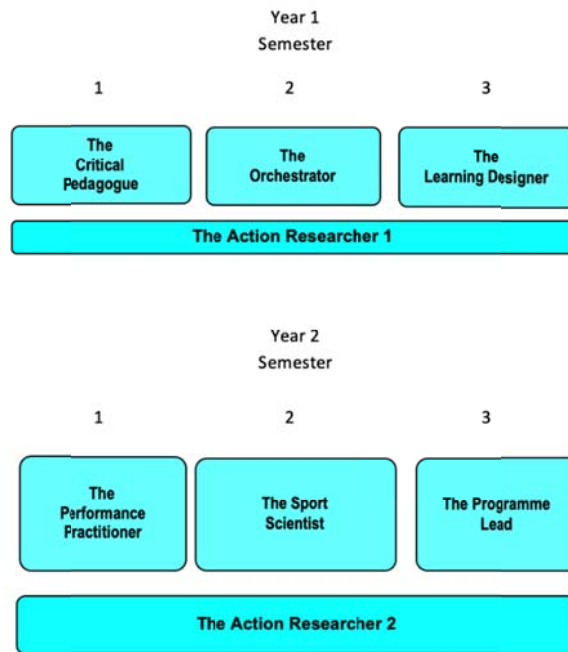 Year 1
Semester
1 2 3
The
Critical
Pedagogue
The
Orchestrator
The
Learning Designer
The Action Researcher 1
Year 2
Semester
1 2 3
The
Performance
Practitioner
The Sport
Scientist
The Programme
Lead
The Action Researcher 2